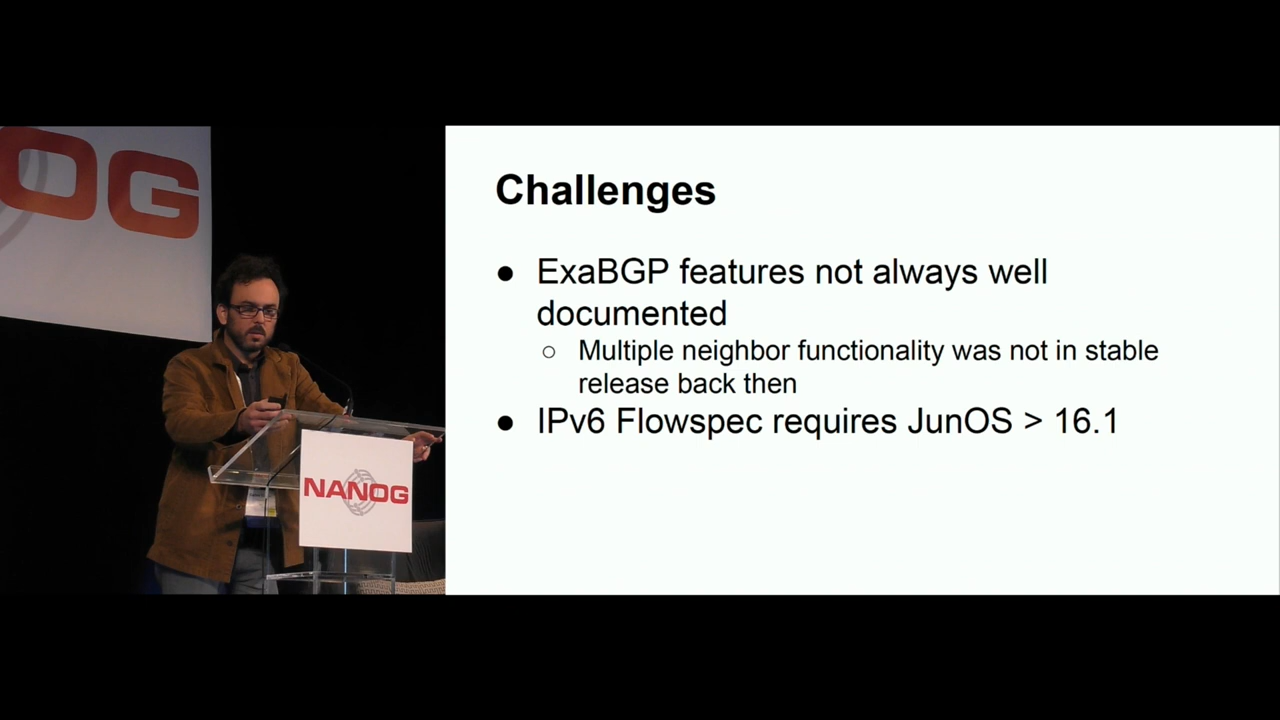 OG
NANOG
Challenges
● ExaBGP features not always well
documented
○ Multiple neighbor functionality was not in stable
release back then
● IPv6 Flowspec requires JunOS > 16.1